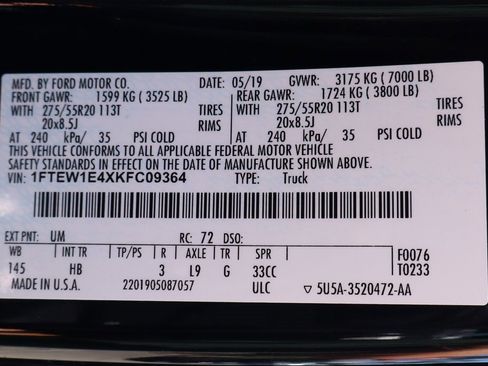 MFD. BY FORD MOTOR CO. DATE: 05/19 GVWR: 3175 KG ( 7000 LB)
FRONT GAWR: 1599 KG ( 3525 LB) REAR GAWR: 1724 KG ( 3800 LB)
WITH 275/55R20 113T TIRES WITH 275/55R20 113T TIRES
20x8.5J RIMS 20x8.5J RIMS
AT 240 kPa/ 35 PSI COLD AT 240 kPa/ 35 PSI COLD
THIS VEHICLE CONFORMS TO ALL APPLICABLE FEDERAL MOTOR VEHICLE
SAFETY STANDARDS IN EFFECT ON THE DATE OF MANUFACTURE SHOWN ABOVE.
VIN: 1FTEW1E4XKFC09364 TYPE: Truck
EXT PNT: UM RC: 72 DSO:
WB INT TR TP/PS R AXLE TR SPR F0076
145 HB 3 L9 G 33CC T0233
MADE IN U.S.A. 2201905087057 ULC ▽ 5U5A-3520472-AA